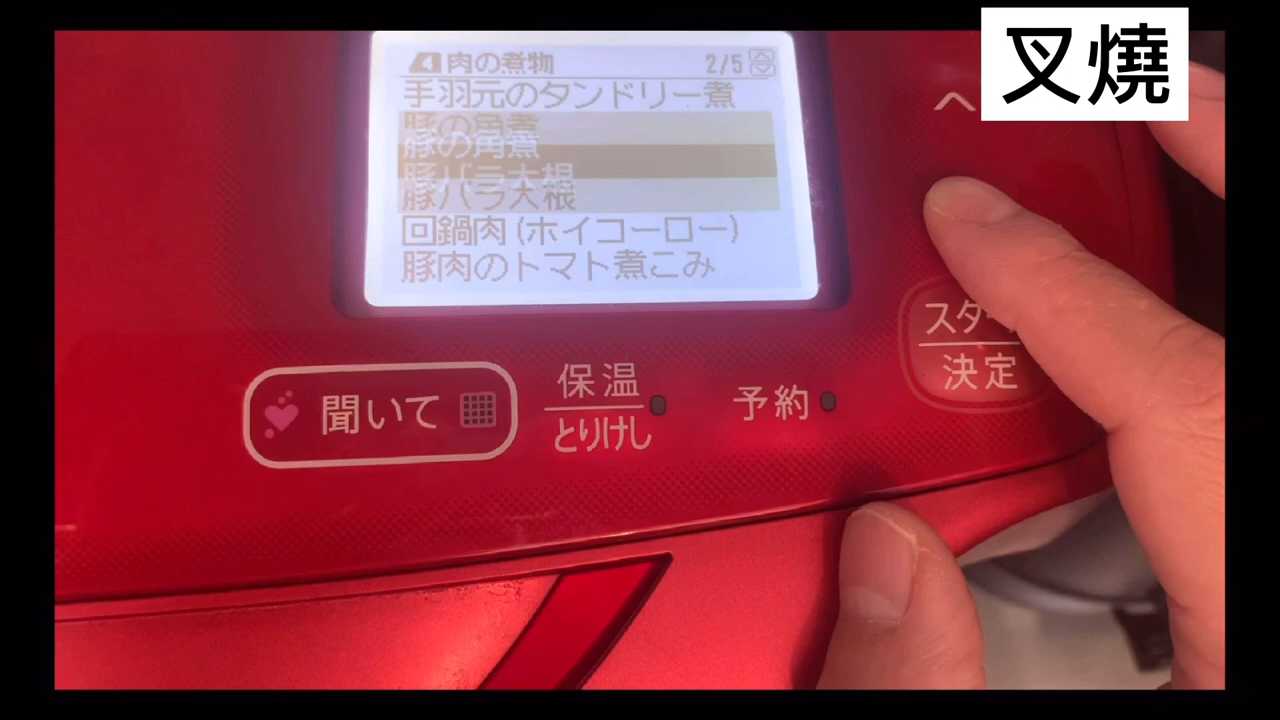 叉燒
4 肉の煮物 2/5
手羽元のタンドリー煮
豚の角煮
豚バラ大根
回鍋肉(ホイコーロー)
豚肉のトマト煮こみ
聞いて
保温
とりけし
予約
スター
決定